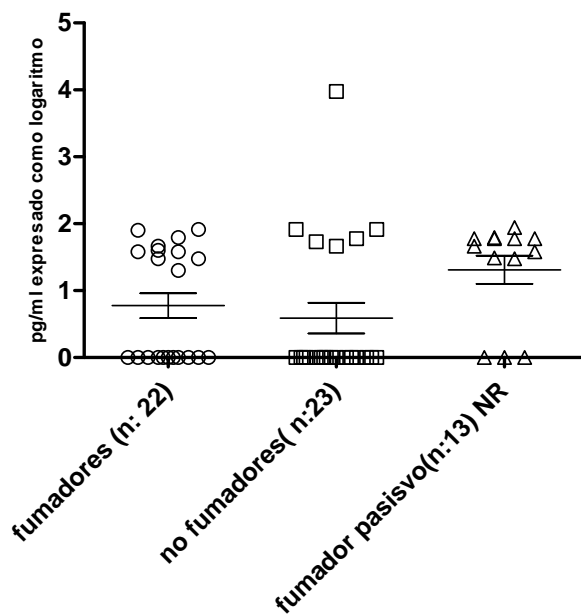 pg/ml expresado como logaritmo
5
4
3
2
1
0
fumadores (n: 22)
no fumadores( n:23)
fumador pasisvo(n:13) NR